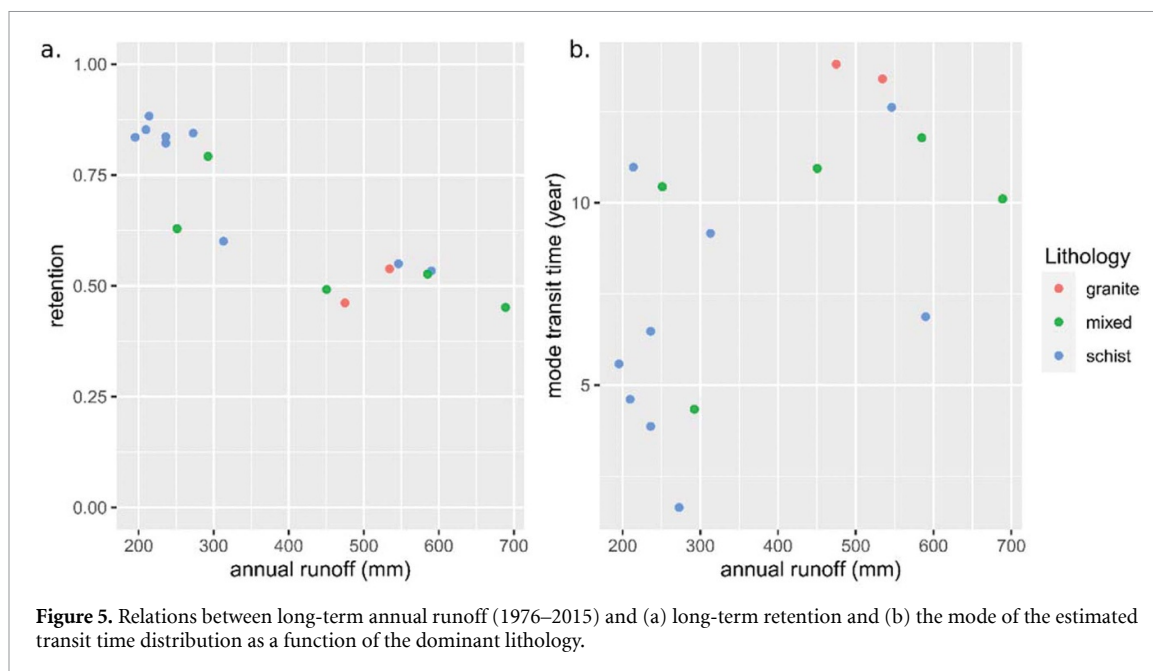 a.
1.00
0.75
0.50
0.25
0.00
retention
200 300 400 500 600 700
annual runoff (mm)
b.
10
5
mode transit time (year)
200 300 400 500 600 700
annual runoff (mm)
Lithology
granite
mixed
schist
Figure 5. Relations between long-term annual runoff (1976–2015) and (a) long-term retention and (b) the mode of the estimated
transit time distribution as a function of the dominant lithology.